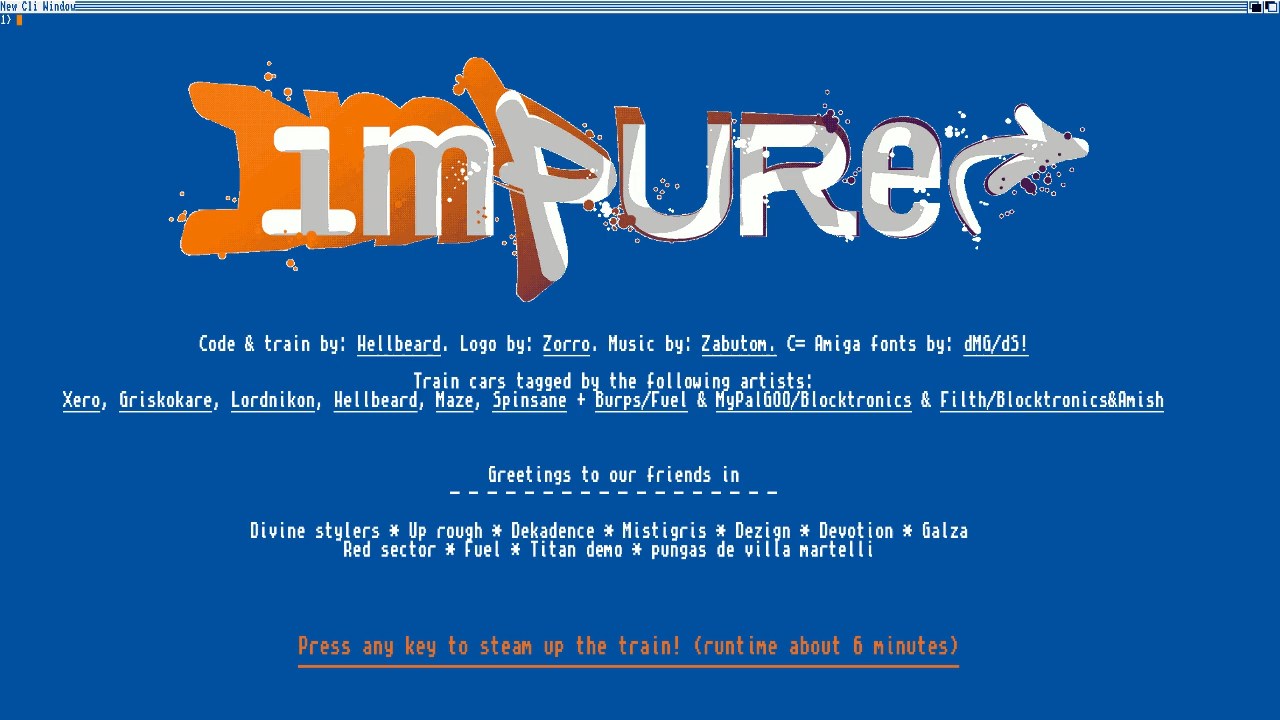 New Cli Window
1>
impure
Code & train by: Hellbeard. Logo by: Zorro. Music by: Zabutom. C= Amiga fonts by: dMG/dS!
Train cars tagged by the following artists:
Xero, Griskokare, Lordnikon, Hellbeard, Maze, Spinsane + Burps/Fuel & MyPalGOO/Blocktronics & Filth/Blocktronics&Amish
Greetings to our friends in
- - - - - - - - - - - - - - - - - -
Divine stylers * Up rough * Dekadence * Mistigris * Dezign * Devotion * Galza
Red sector * Fuel * Titan demo * pungas de villa martelli
Press any key to steam up the train! (runtime about 6 minutes)